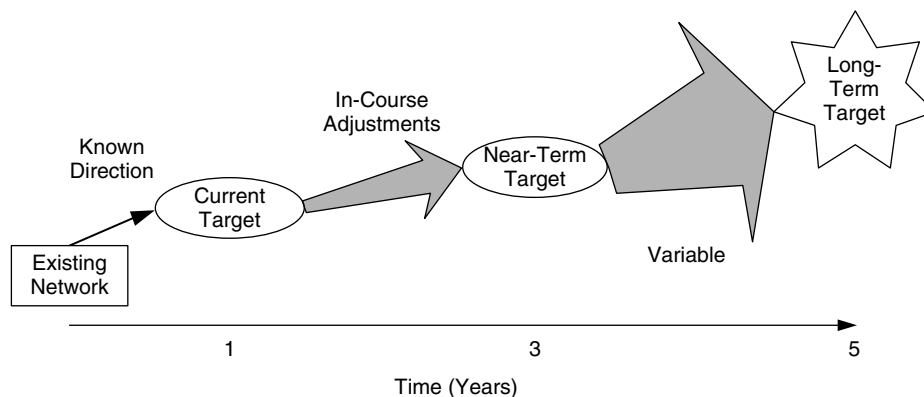 Long-
Term
Target
In-Course
Adjustments
Known
Direction
Near-Term
Target
Current
Target
Variable
Existing
Network
1
3
5
Time (Years)